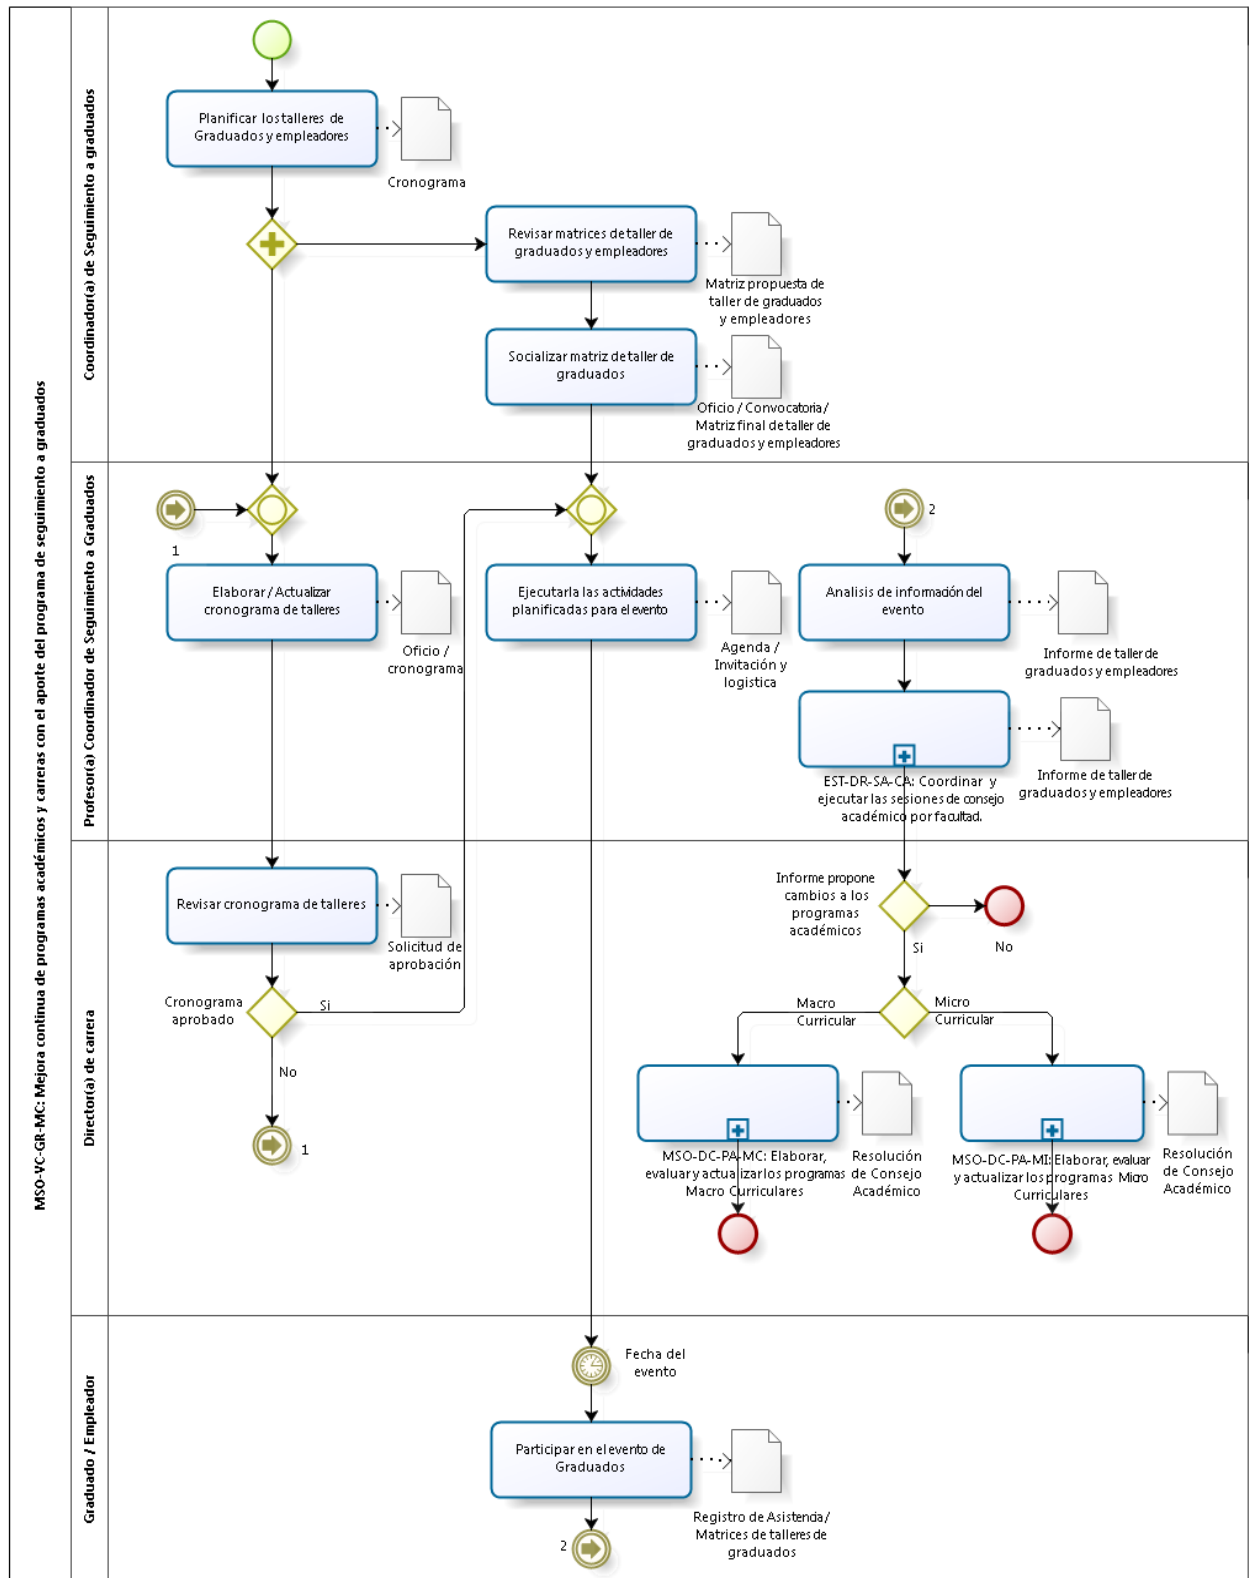 MSO-VC-GR-MC: Mejora continua de programas académicos y carreras con el aporte del programa de seguimiento a graduados
Coordinador(a) de Seguimiento a graduados
Planificar los talleres de
Graduados y empleadores
Cronograma
Revisar matrices de taller de
graduados y empleadores
Matriz propuesta de
taller de graduados
y empleadores
Socializar matriz de taller de
graduados
Oficio / Convocatoria/
Matriz final de taller de
graduados y empleadores
Profesor(a) Coordinador de Seguimiento a Graduados
1
2
Elaborar / Actualizar
cronograma de talleres
Oficio /
cronograma
Ejecutarla las actividades
planificadas para el evento
Agenda /
Invitación y
logistica
Analisis de información del
evento
Informe de taller de
graduados y empleadores
EST-DR-SA-CA: Coordinar y
ejecutar las sesiones de consejo
académico por facultad.
Informe de taller de
graduados y empleadores
Director(a) de carrera
Revisar cronograma de talleres
Solicitud de
aprobación
Cronograma
aprobado
Si
No
1
Informe propone
cambios a los
programas
académicos
No
Si
Macro
Curricular
Micro
Curricular
MSO-DC-PA-MC: Elaborar,
evaluar y actualizar los programas
Macro Curriculares
Resolución
de Consejo
Académico
MSO-DC-PA-MI: Elaborar, evaluar
y actualizar los programas Micro
Curriculares
Resolución
de Consejo
Académico
Graduado / Empleador
Fecha del
evento
Participar en el evento de
Graduados
Registro de Asistencia/
Matrices de talleres de
graduados
2